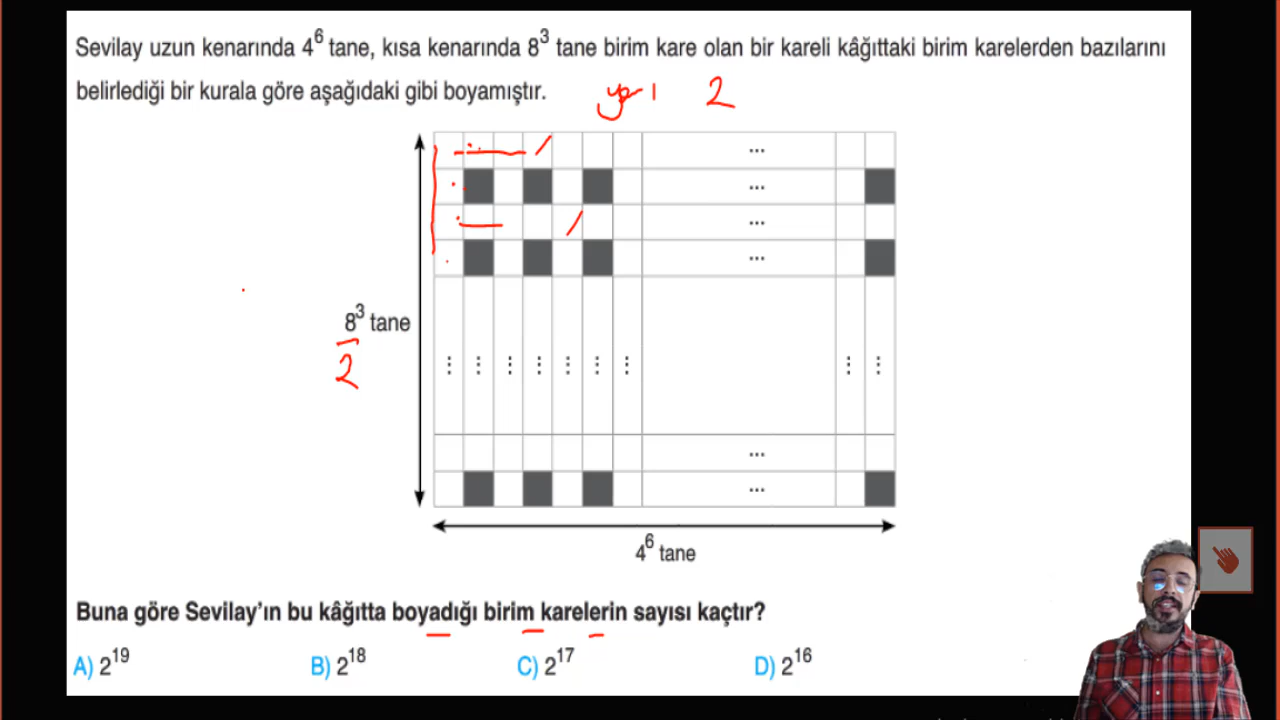 Sevilay uzun kenarında 4⁶ tane, kısa kenarında 8³ tane birim kare olan bir kareli kâğıttaki birim karelerden bazılarını
belirlediği bir kurala göre aşağıdaki gibi boyamıştır.
2
...
...
...
...
8³ tane
2
...
...
4⁶ tane
Buna göre Sevilay'ın bu kâğıtta boyadığı birim karelerin sayısı kaçtır?
A) 2¹⁹ B) 2¹⁸ C) 2¹⁷ D) 2¹⁶